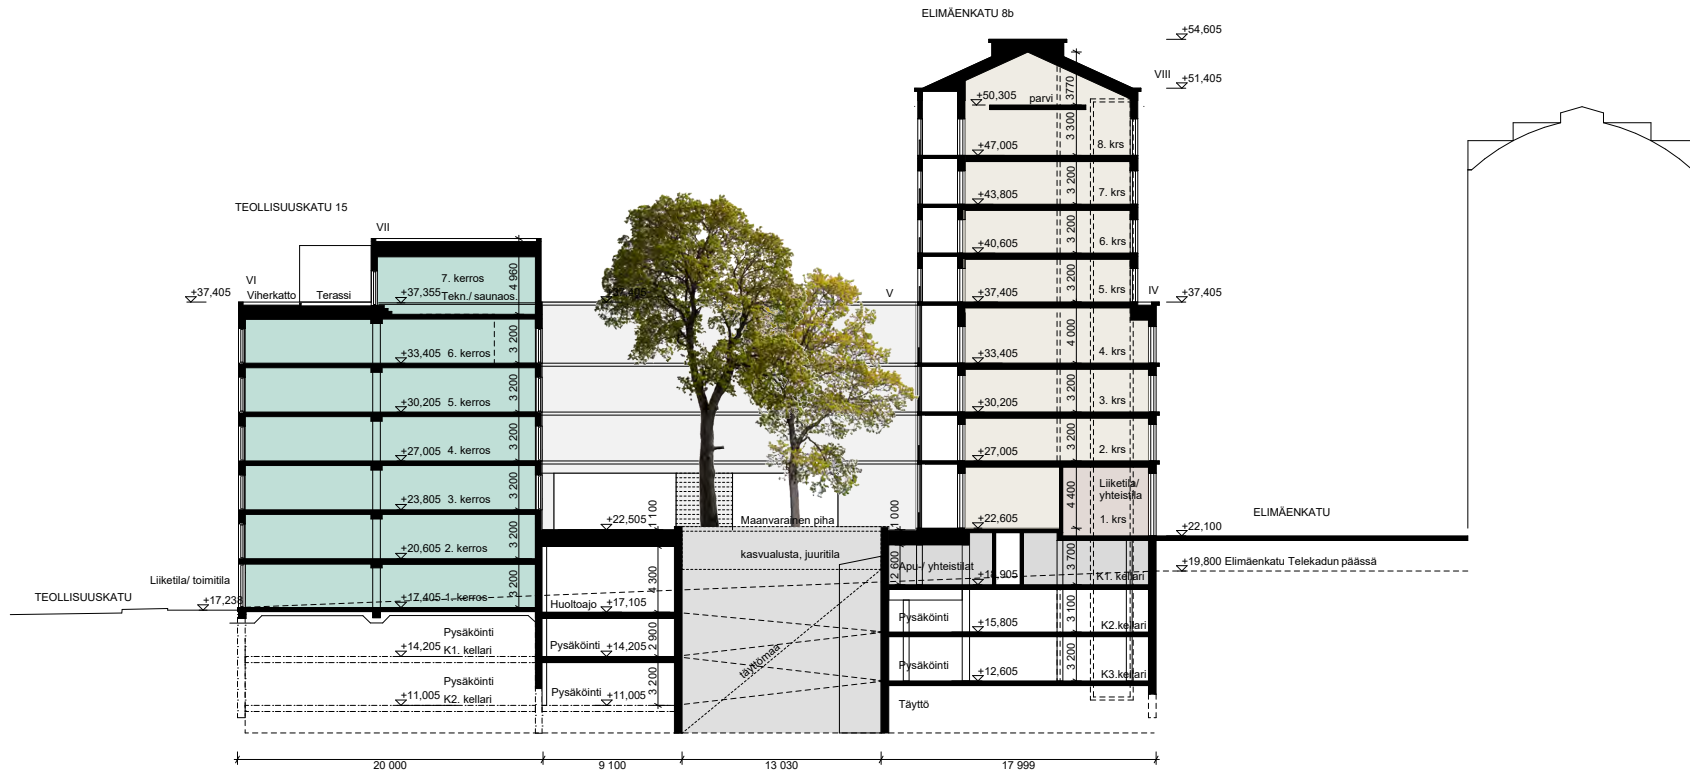 ELIMÄENKATU 8b
+54,605
VIII
+51,405
3770
+50,305
parvi
3 300
+47,005
8. krs
3 200
+43,805
7. krs
3 200
+40,605
6. krs
3 200
+37,405
5. krs
IV
+37,405
4 000
+33,405
4. krs
3 200
+30,205
3. krs
3 200
+27,005
2. krs
Liiketila/
yhteistila
4 400
1. krs
+22,605
1 000
+22,100
ELIMÄENKATU
+19,800 Elimäenkatu Telekadun päässä
TEOLLISUUSKATU 15
VII
VI
Viherkatto
Terassi
+37,405
7. kerros
+37,355 Tekn./ saunaos.
4 960
+37,405
V
3 200
+33,405 6. kerros
3 200
+30,205 5. kerros
3 200
+27,005 4. kerros
3 200
+23,805 3. kerros
3 200
+20,605 2. kerros
3 200
+17,405 1. kerros
Liiketila/ toimitila
TEOLLISUUSKATU
+17,238
Pysäköinti
+14,205 K1. kellari
Pysäköinti
+11,005 K2. kellari
+22,505
1 100
4 300
Huoltoajo
+17,105
2 900
Pysäköinti
+14,205
3 200
Pysäköinti
+11,005
Maanvarainen piha
kasvualusta, juuritila
täyttömaa
2 600
Apu-/ yhteistilat
+18,905
3 700
K1. kellari
Pysäköinti
+15,805
3 100
K2.kellari
Pysäköinti
+12,605
3 200
K3.kellari
Täyttö
20 000
9 100
13 030
17 999